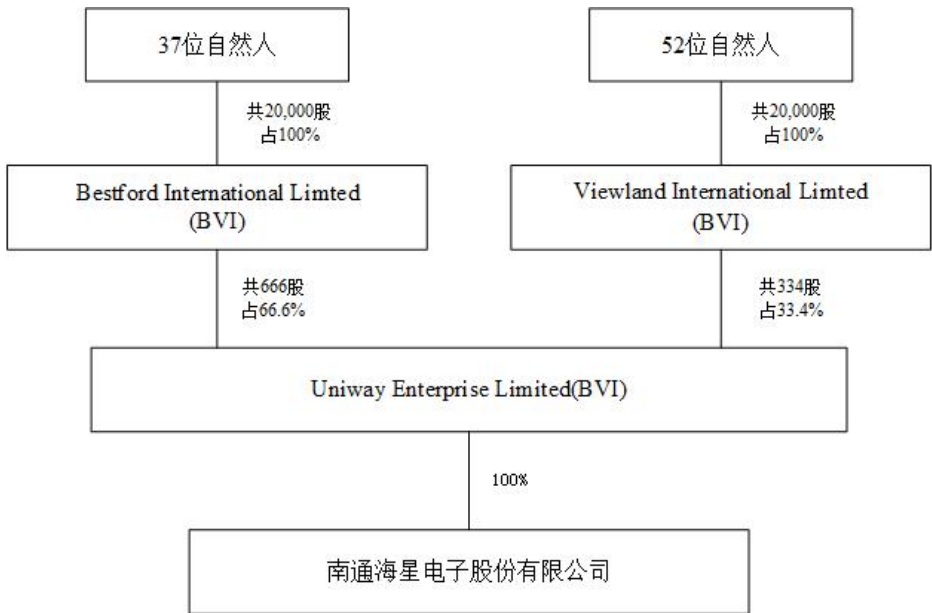 37位自然人
52位自然人
共20,000股
占100%
共20,000股
占100%
Bestford International Limted
(BVI)
Viewland International Limted
(BVI)
共666股
占66.6%
共334股
占33.4%
Uniway Enterprise Limited(BVI)
100%
南通海星电子股份有限公司